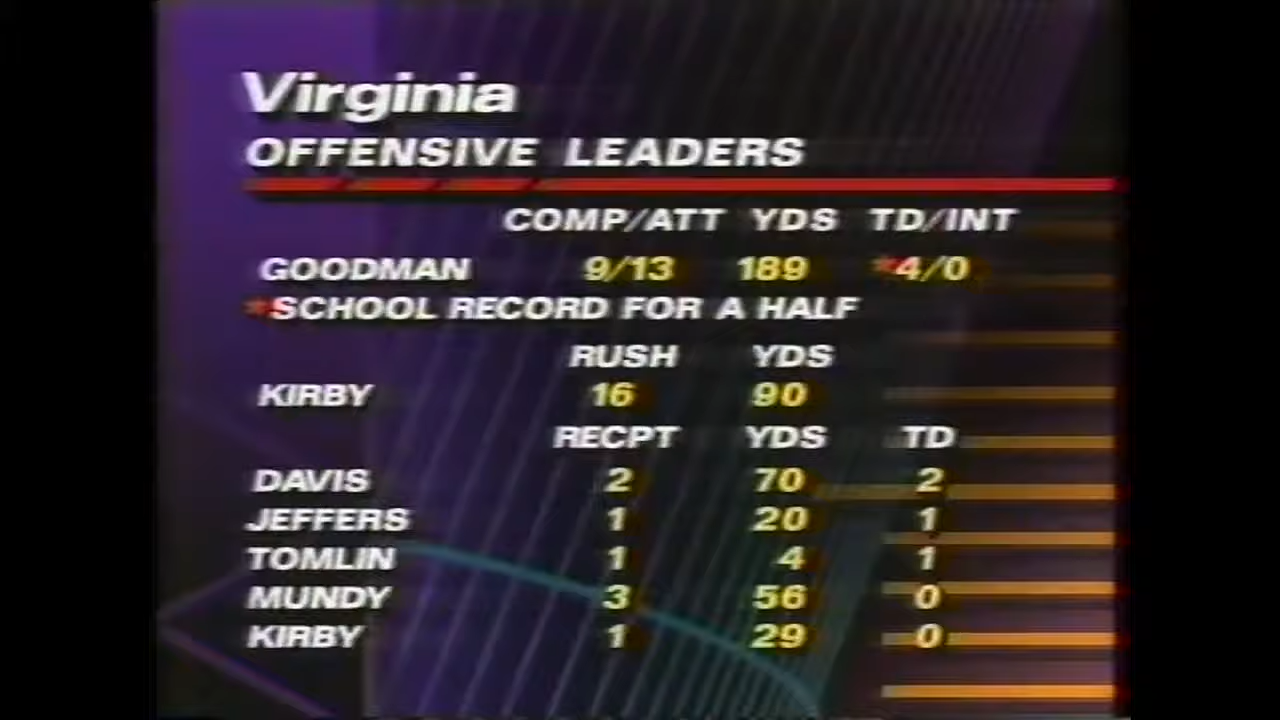 Virginia
OFFENSIVE LEADERS
COMP/ATT YDS TD/INT
GOODMAN 9/13 189 *4/0
*SCHOOL RECORD FOR A HALF
RUSH YDS
KIRBY 16 90
RECPT YDS TD
DAVIS 2 70 2
JEFFERS 1 20 1
TOMLIN 1 4 1
MUNDY 3 56 0
KIRBY 1 29 0